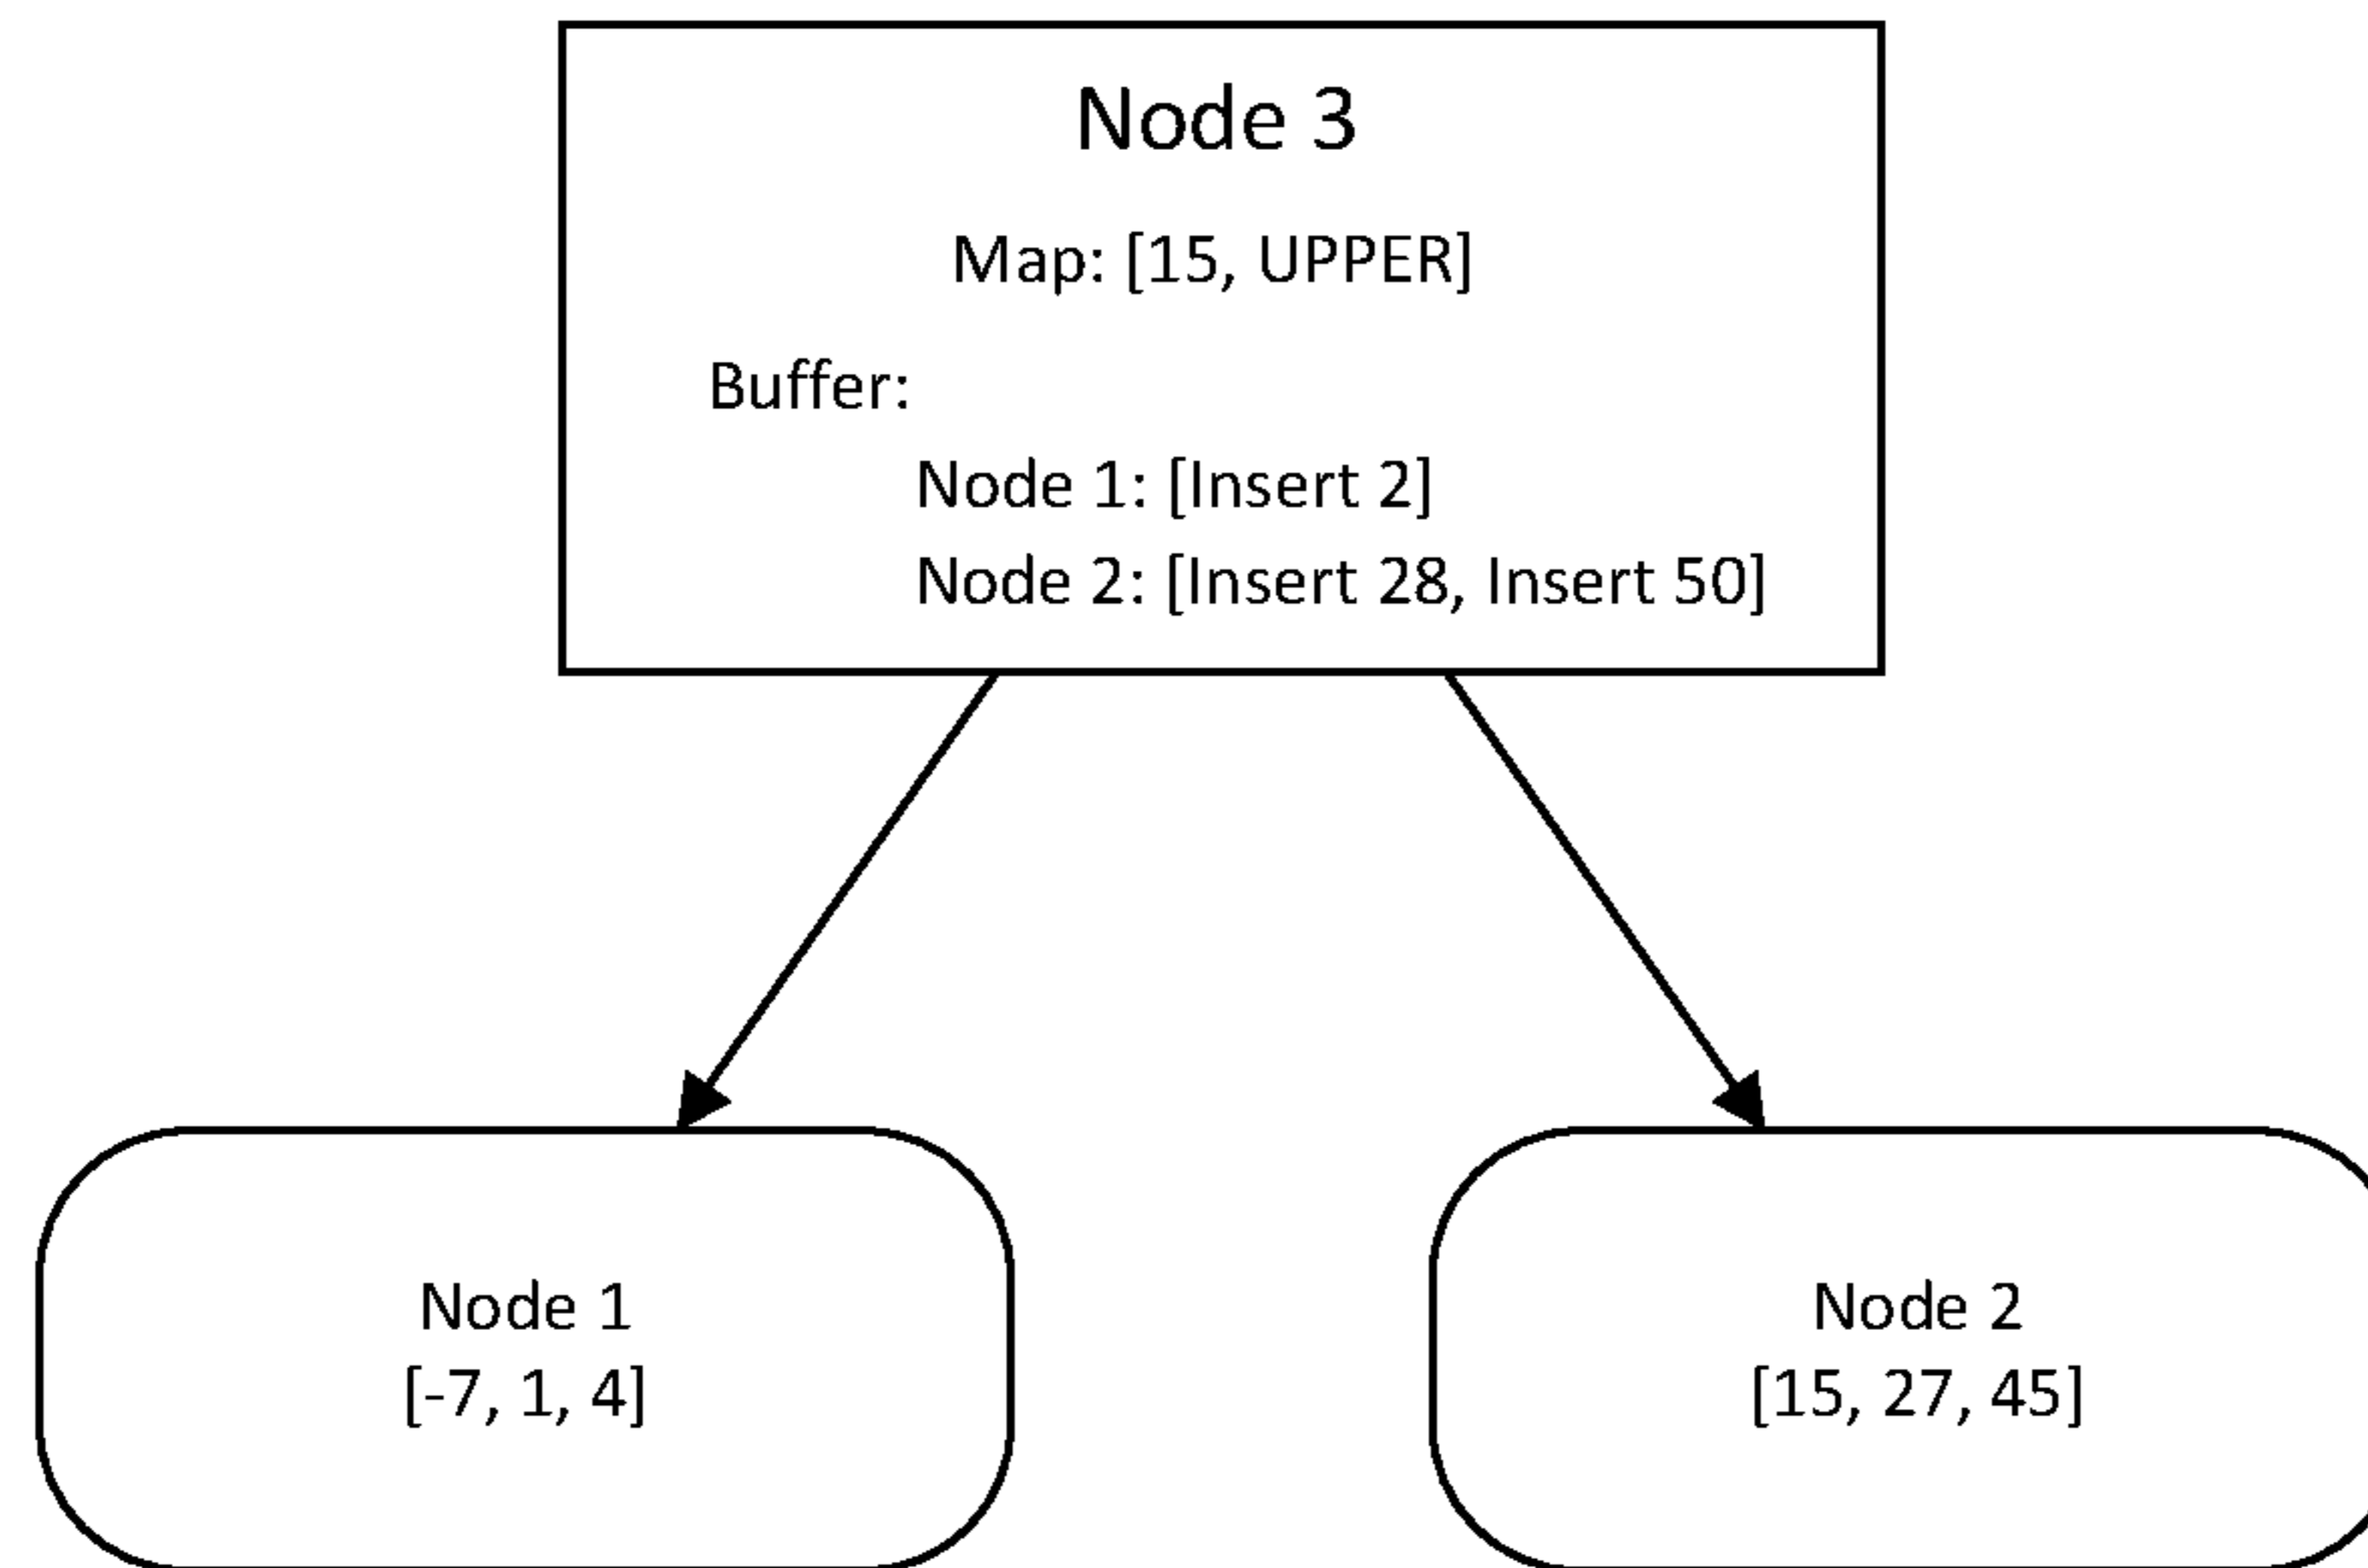 Node 3
Map: [15, UPPER]
Buffer:
Node 1: [Insert 2]
Node 2: [Insert 28, Insert 50]
Node 1
[-7, 1, 4]
Node 2
[15, 27, 45]